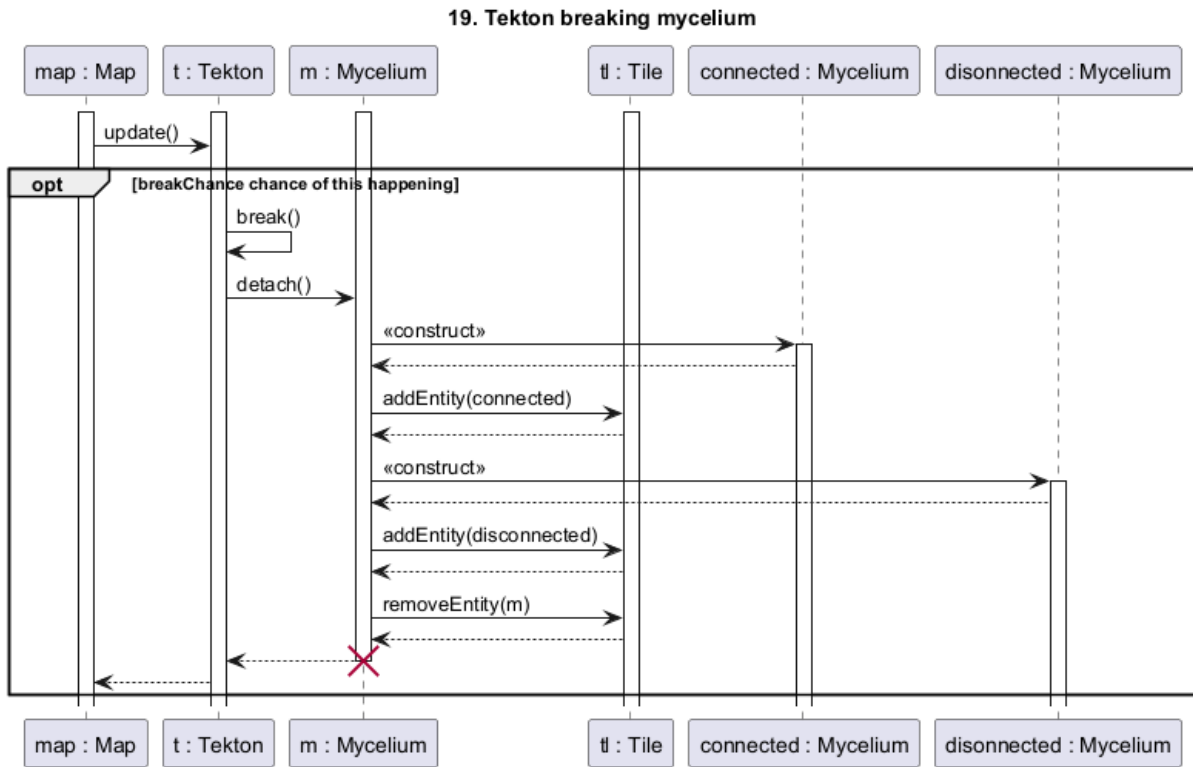 19. Tekton breaking mycelium
map : Map
t : Tekton
m : Mycelium
tl : Tile
connected : Mycelium
disonnected : Mycelium
update()
opt
[breakChance chance of this happening]
break()
detach()
«construct»
addEntity(connected)
«construct»
addEntity(disconnected)
removeEntity(m)
map : Map
t : Tekton
m : Mycelium
tl : Tile
connected : Mycelium
disonnected : Mycelium